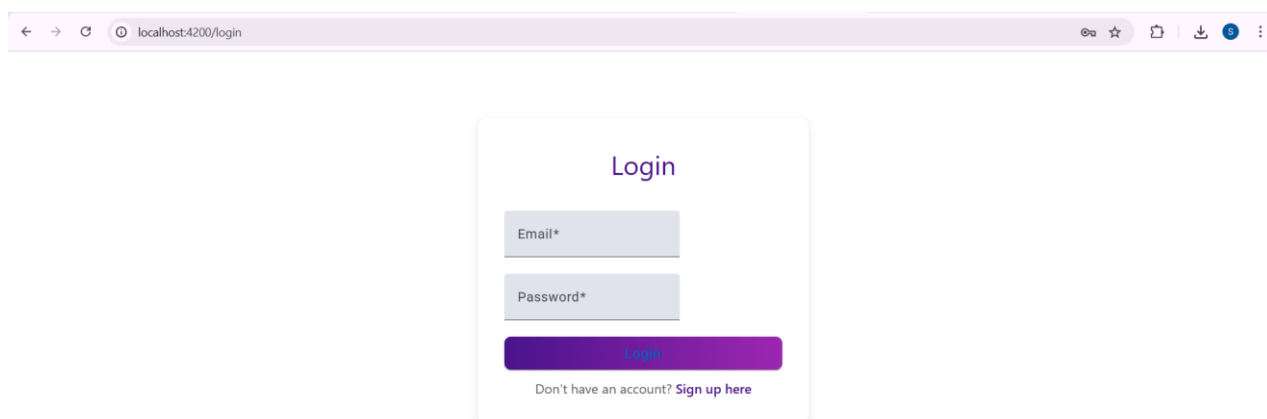 localhost:4200/login
S
Login
Email*
Password*
Login
Don't have an account? Sign up here